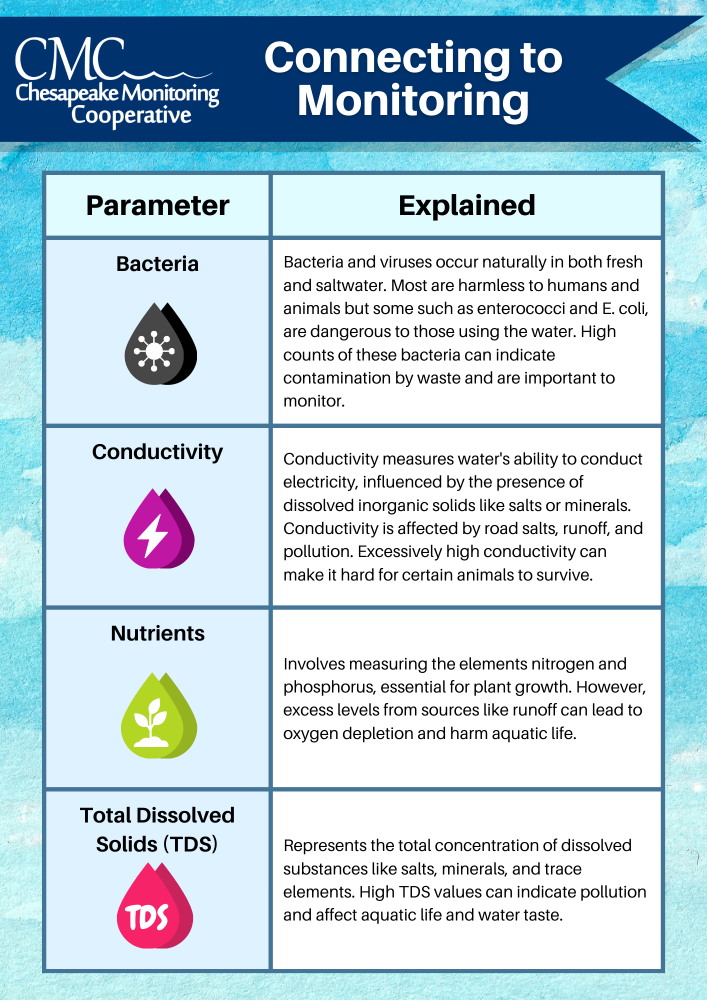 CMC
Chesapeake Monitoring
Cooperative
Connecting to
Monitoring
Parameter
Explained
Bacteria
Bacteria and viruses occur naturally in both fresh
and saltwater. Most are harmless to humans and
animals but some such as enterococci and E. coli,
are dangerous to those using the water. High
counts of these bacteria can indicate
contamination by waste and are important to
monitor.
Conductivity
Conductivity measures water's ability to conduct
electricity, influenced by the presence of
dissolved inorganic solids like salts or minerals.
Conductivity is affected by road salts, runoff, and
pollution. Excessively high conductivity can
make it hard for certain animals to survive.
Nutrients
Involves measuring the elements nitrogen and
phosphorus, essential for plant growth. However,
excess levels from sources like runoff can lead to
oxygen depletion and harm aquatic life.
Total Dissolved
Solids (TDS)
TDS
Represents the total concentration of dissolved
substances like salts, minerals, and trace
elements. High TDS values can indicate pollution
and affect aquatic life and water taste.